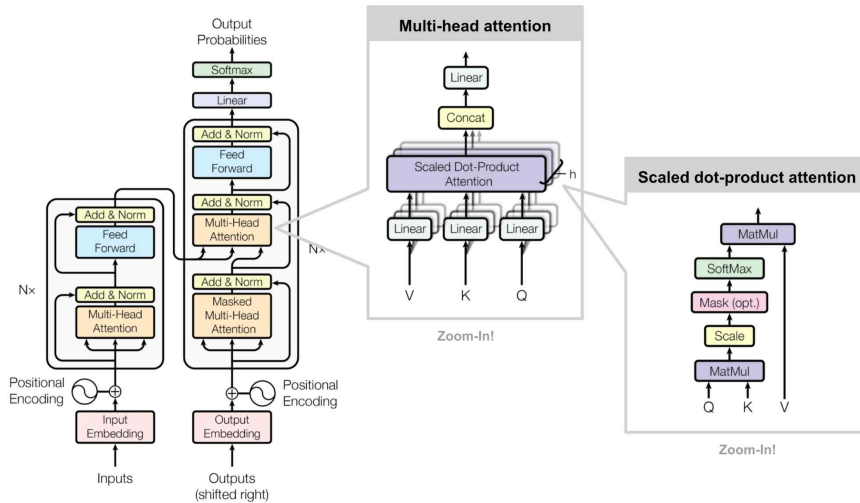 Output
Probabilities
Softmax
Linear
Add & Norm
Feed
Forward
Add & Norm
Multi-Head
Attention
Nx
Add & Norm
Masked
Multi-Head
Attention
Positional
Encoding
Output
Embedding
Outputs
(shifted right)
Add & Norm
Feed
Forward
Nx
Add & Norm
Multi-Head
Attention
Positional
Encoding
Input
Embedding
Inputs
Multi-head attention
Linear
Concat
Scaled Dot-Product
Attention
h
Linear
Linear
Linear
V
K
Q
Zoom-In!
Scaled dot-product attention
MatMul
SoftMax
Mask (opt.)
Scale
MatMul
Q
K
V
Zoom-In!